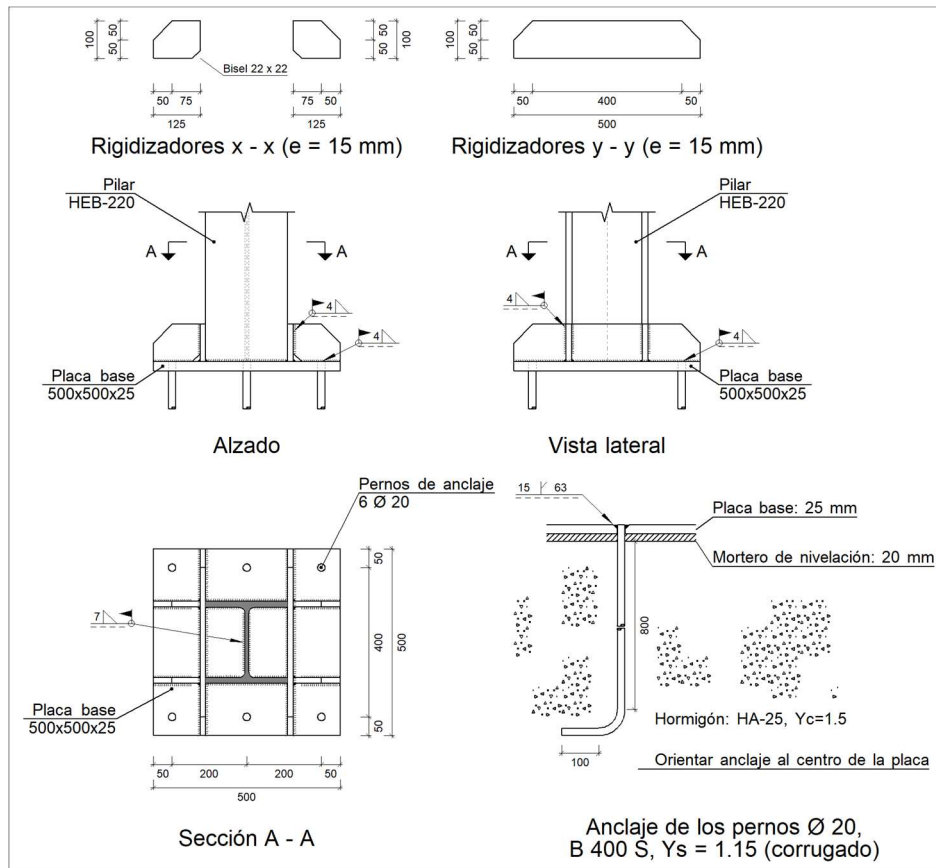 100
50
50
50
50
100
Bisel 22 x 22
50
75
75
50
125
125
Rigidizadores x - x (e = 15 mm)
100
50
50
50
400
50
500
Rigidizadores y - y (e = 15 mm)
Pilar
HEB-220
A
A
4
4
Placa base
500x500x25
Alzado
Pilar
HEB-220
A
A
4
4
Placa base
500x500x25
Vista lateral
Pernos de anclaje
6 Ø 20
7
50
400
50
500
Placa base
500x500x25
50
200
200
50
500
Sección A - A
15
63
Placa base: 25 mm
Mortero de nivelación: 20 mm
800
Hormigón: HA-25, Yc=1.5
100
Orientar anclaje al centro de la placa
Anclaje de los pernos Ø 20,
B 400 S, Ys = 1.15 (corrugado)